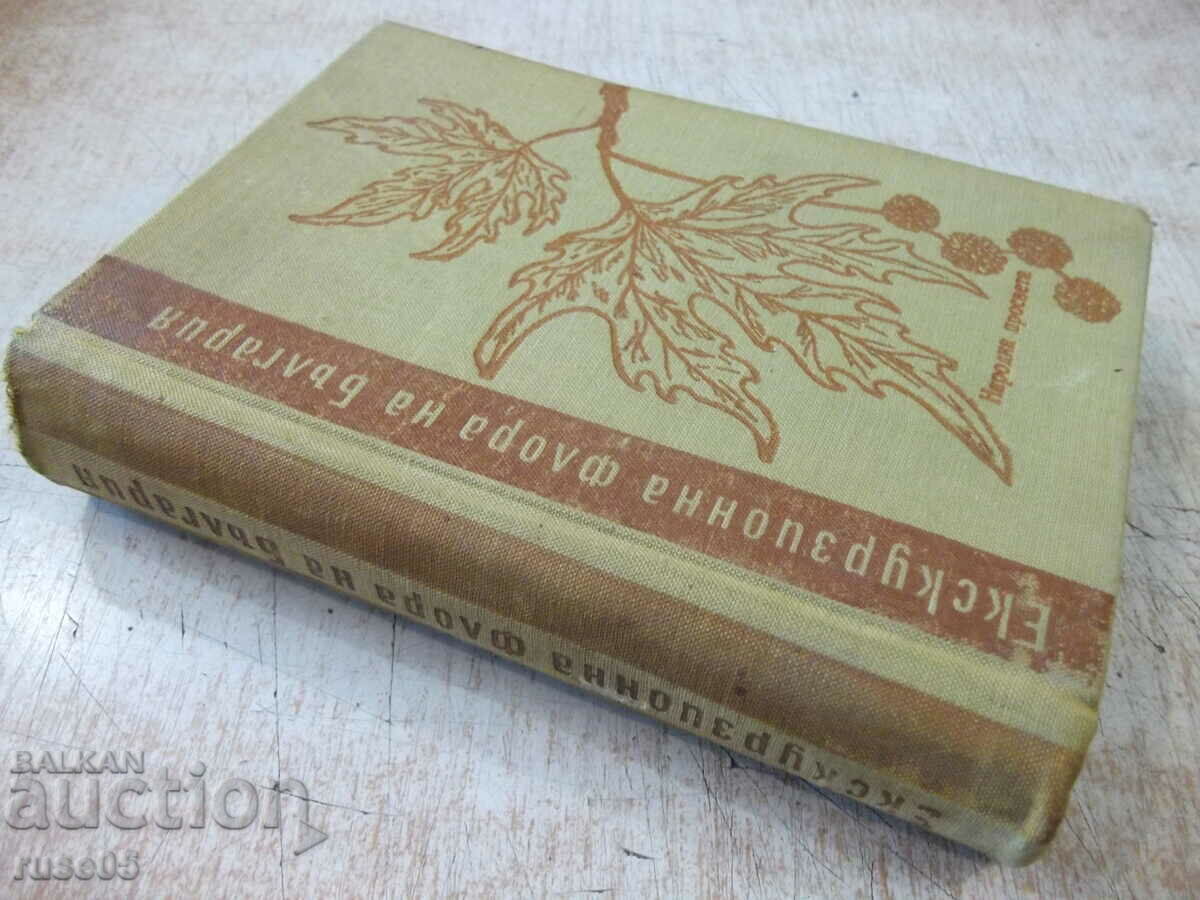 Екскурзионна флора на България
Народна просвета
Екскурзионна флора на България
BALKAN
auction
ruse05